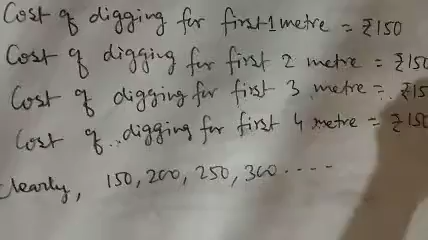 Cost of digging for first 1 metre = ₹150
Cost of digging for first 2 metre = ₹150
Cost of digging for first 3 metre = ₹15
Cost of digging for first 4 metre = ₹150
learly, 150, 200, 250, 300 . . . . .